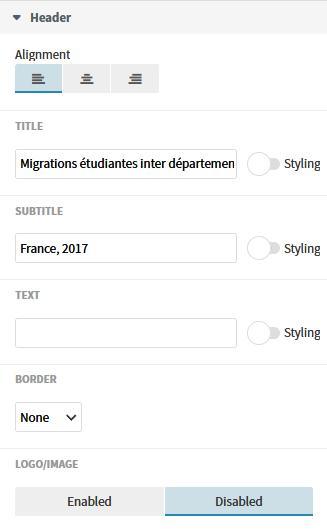 Header
Alignment
TITLE
Migrations étudiantes inter départemen
Styling
SUBTITLE
France, 2017
Styling
TEXT
Styling
BORDER
None
LOGO/IMAGE
Enabled
Disabled